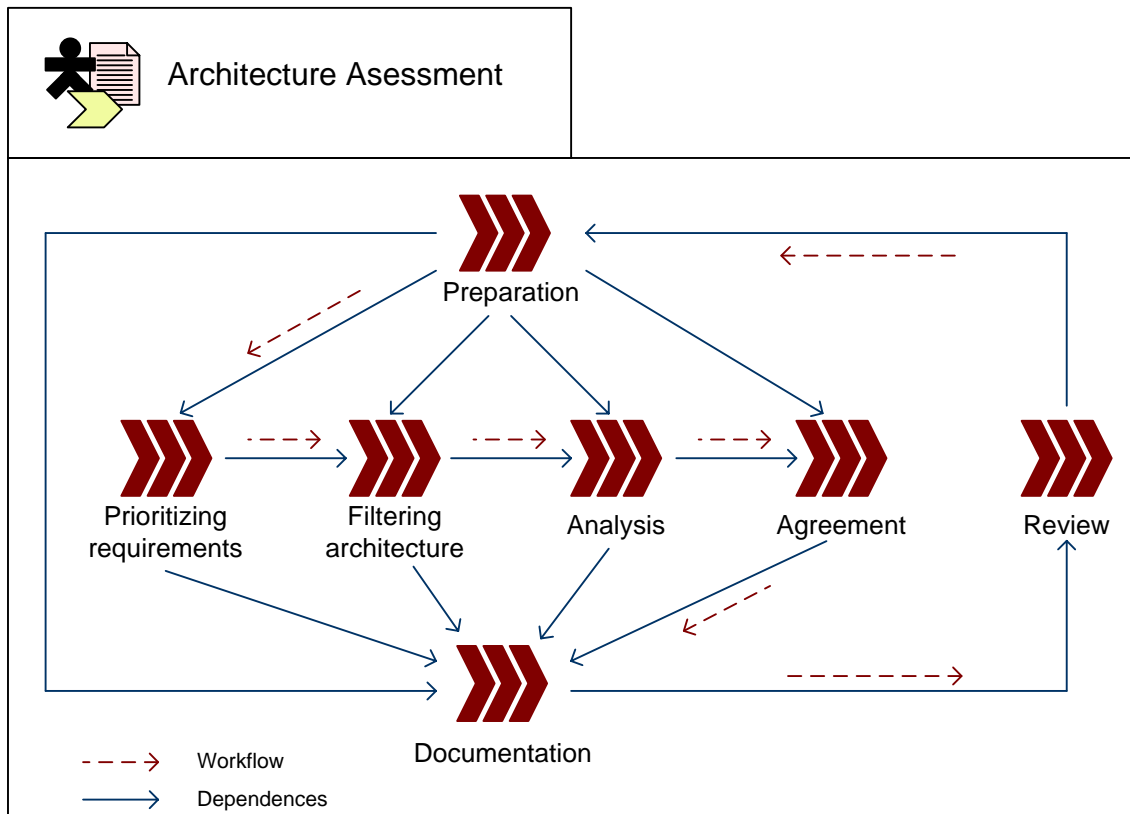 Architecture Asessment
Preparation
Prioritizing
requirements
Filtering
architecture
Analysis
Agreement
Review
Documentation
Workflow
Dependences